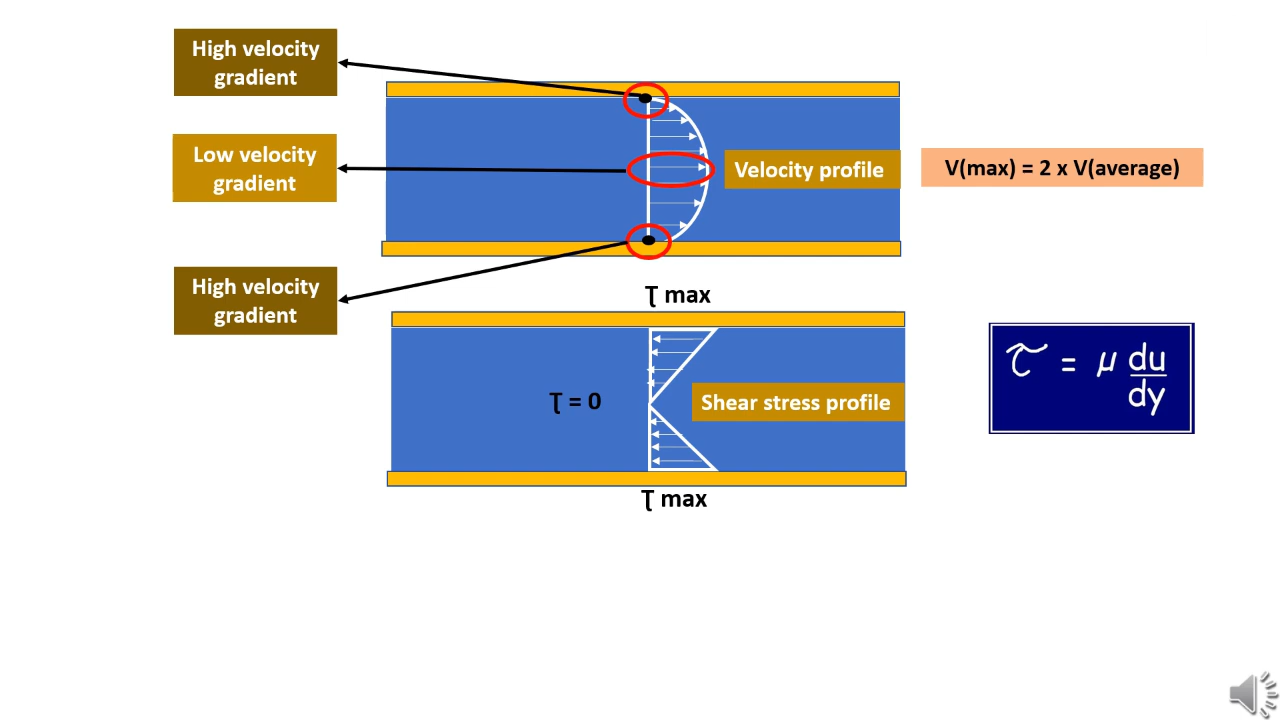 High velocity
gradient
Low velocity
gradient
Velocity profile
V(max) = 2 x V(average)
High velocity
gradient
Ʈ max
Ʈ = 0
Shear stress profile
τ = μ du/dy
Ʈ max